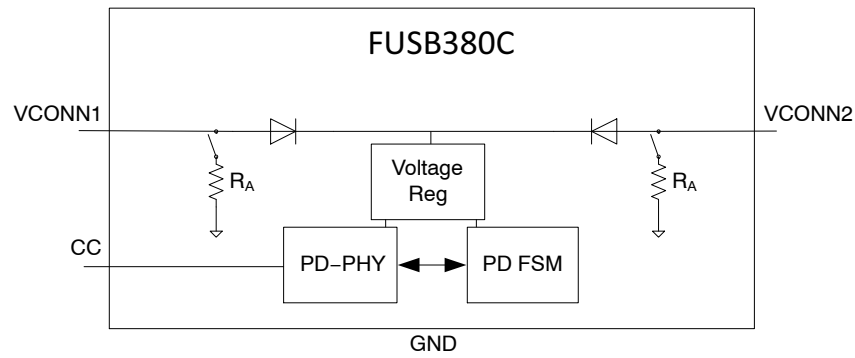 FUSB380C
VCONN1
VCONN2
Voltage
Reg
RA
RA
CC
PD−PHY
PD FSM
GND